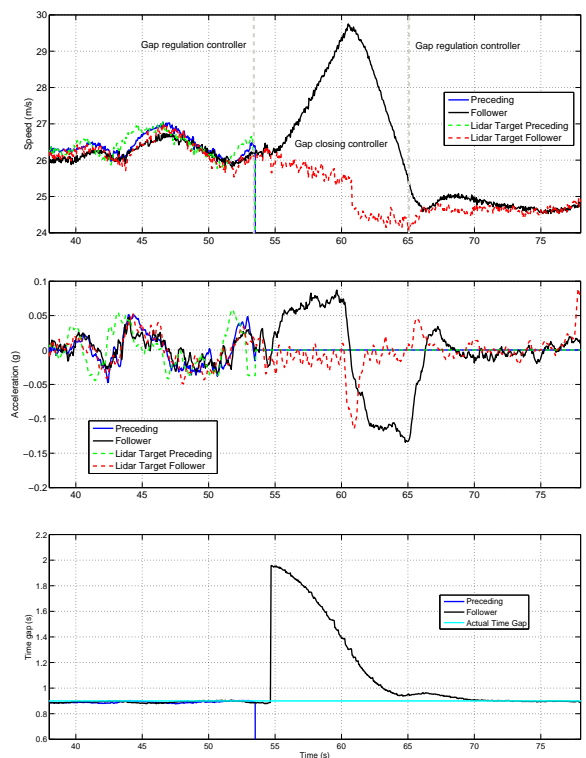 30
29
28
27
26
25
24
Speed (m/s)
Gap regulation controller
Gap regulation controller
Gap closing controller
Preceding
Follower
Lidar Target Preceding
Lidar Target Follower
40 45 50 55 60 65 70 75
0.1
0.05
0
−0.05
−0.1
−0.15
−0.2
Acceleration (g)
Preceding
Follower
Lidar Target Preceding
Lidar Target Follower
40 45 50 55 60 65 70 75
2.2
2
1.8
1.6
1.4
1.2
1
0.8
0.6
Time gap (s)
Preceding
Follower
Actual Time Gap
40 45 50 55 60 65 70 75
Time (s)